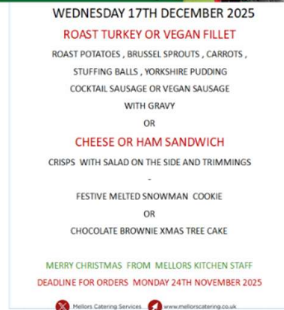 WEDNESDAY 17TH DECEMBER 2025
ROAST TURKEY OR VEGAN FILLET
ROAST POTATOES , BRUSSEL SPROUTS , CARROTS ,
STUFFING BALLS , YORKSHIRE PUDDING
COCKTAIL SAUSAGE OR VEGAN SAUSAGE
WITH GRAVY
OR
CHEESE OR HAM SANDWICH
CRISPS WITH SALAD ON THE SIDE AND TRIMMINGS
-
FESTIVE MELTED SNOWMAN COOKIE
OR
CHOCOLATE BROWNIE XMAS TREE CAKE
MERRY CHRISTMAS FROM MELLORS KITCHEN STAFF
DEADLINE FOR ORDERS MONDAY 24TH NOVEMBER 2025
Mellors Catering Services www.mellorscatering.co.uk